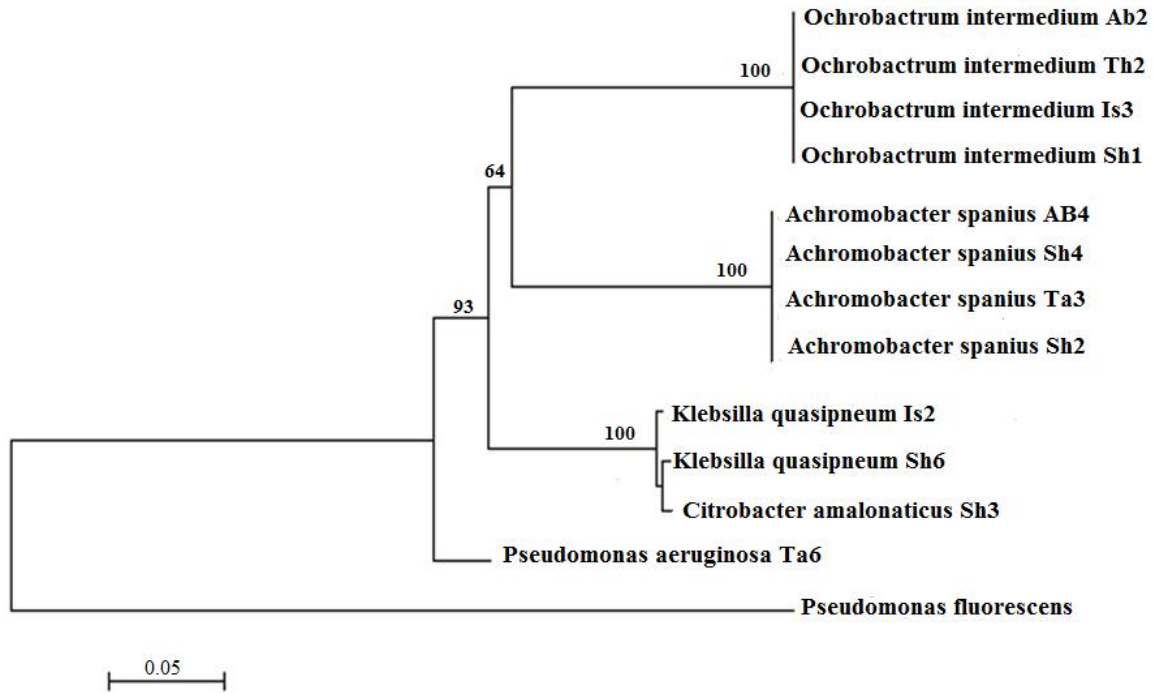 Ochrobactrum intermedium Ab2
100
Ochrobactrum intermedium Th2
Ochrobactrum intermedium Is3
Ochrobactrum intermedium Sh1
64
Achromobacter spanius AB4
Achromobacter spanius Sh4
100
Achromobacter spanius Ta3
93
Achromobacter spanius Sh2
Klebsilla quasipneum Is2
100
Klebsilla quasipneum Sh6
Citrobacter amalonaticus Sh3
Pseudomonas aeruginosa Ta6
Pseudomonas fluorescens
0.05